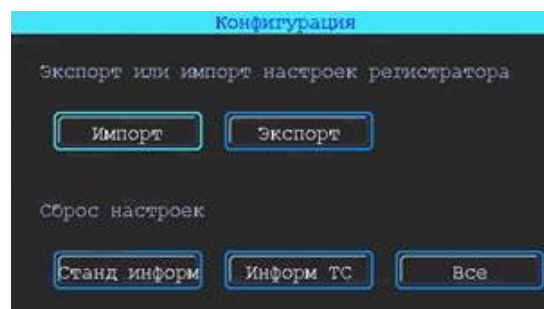 Конфигурация
Экспорт или импорт настроек регистратора
Импорт Экспорт
Сброс настроек
Станд информ Информ ТС Все